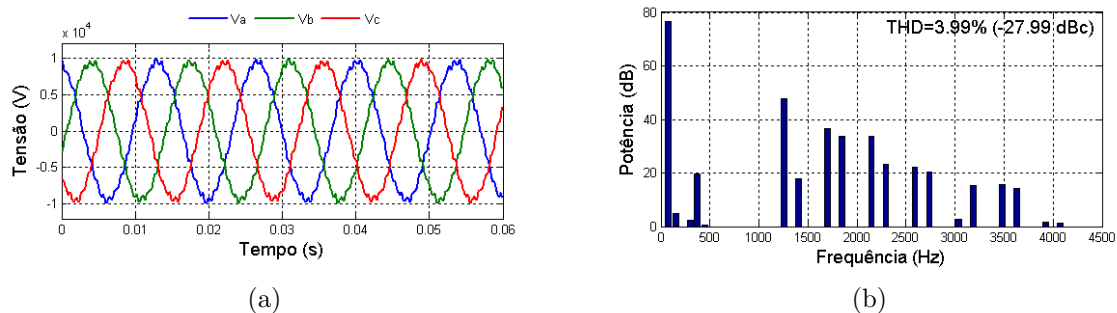 Va Vb Vc
x 10⁴
1
0.5
0
-0.5
-1
Tensão (V)
0 0.01 0.02 0.03 0.04 0.05 0.06
Tempo (s)
(a)
THD=3.99% (-27.99 dBc)
80
60
40
20
0
Potência (dB)
0 500 1000 1500 2000 2500 3000 3500 4000 4500
Frequência (Hz)
(b)